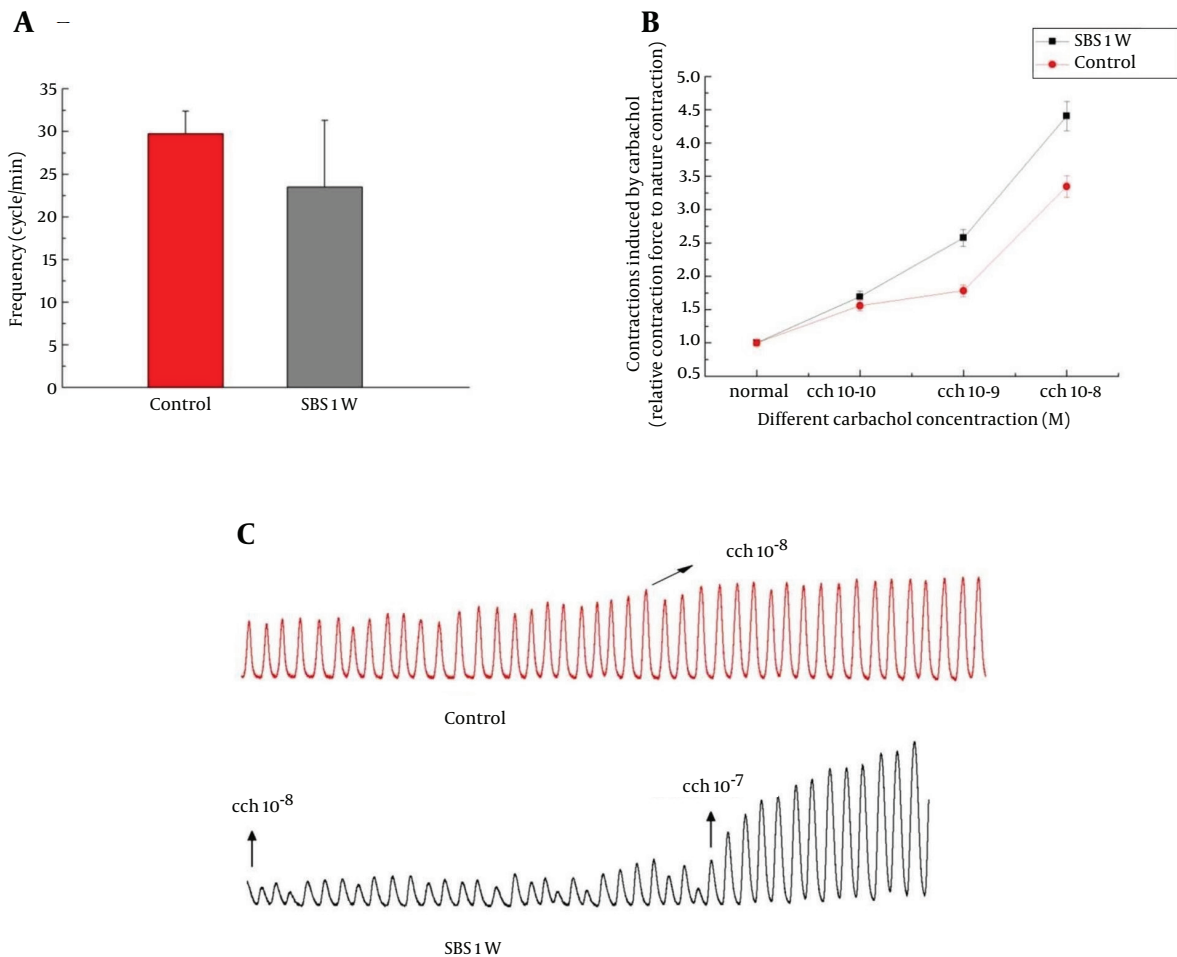 A –
Frequency (cycle/min)
35
30
25
20
15
10
5
0
Control SBS 1 W
B
SBS 1 W
Control
Contractions induced by carbachol
(relative contraction force to nature contraction)
5.0
4.5
4.0
3.5
3.0
2.5
2.0
1.5
1.0
0.5
normal cch 10-10 cch 10-9 cch 10-8
Different carbachol concentraction (M)
C
cch 10⁻⁸
Control
cch 10⁻⁸
cch 10⁻⁷
SBS 1 W